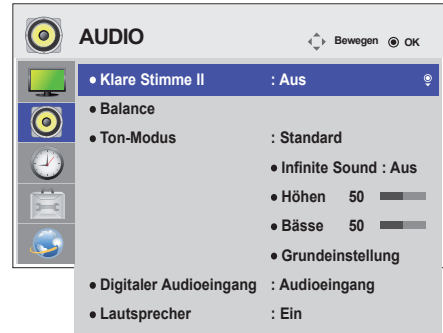 AUDIO Bewegen OK
• Klare Stimme II : Aus
• Balance
• Ton-Modus : Standard
• Infinite Sound : Aus
• Höhen 50
• Bässe 50
• Grundeinstellung
• Digitaler Audioeingang : Audioeingang
• Lautsprecher : Ein